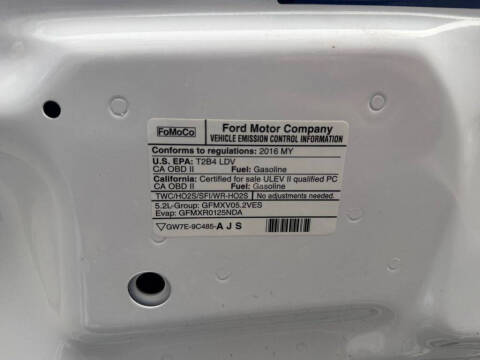 FoMoCo
Ford Motor Company
VEHICLE EMISSION CONTROL INFORMATION
Conforms to regulations: 2016 MY
U.S. EPA: T2B4 LDV
CA OBD II Fuel: Gasoline
California: Certified for sale ULEV II qualified PC
CA OBD II Fuel: Gasoline
TWC/HO2S/SFI/WR-HO2S No adjustments needed.
5.2L-Group: GFMXV05.2VES
Evap: GFMXR0125NDA
GW7E-9C485-A J S